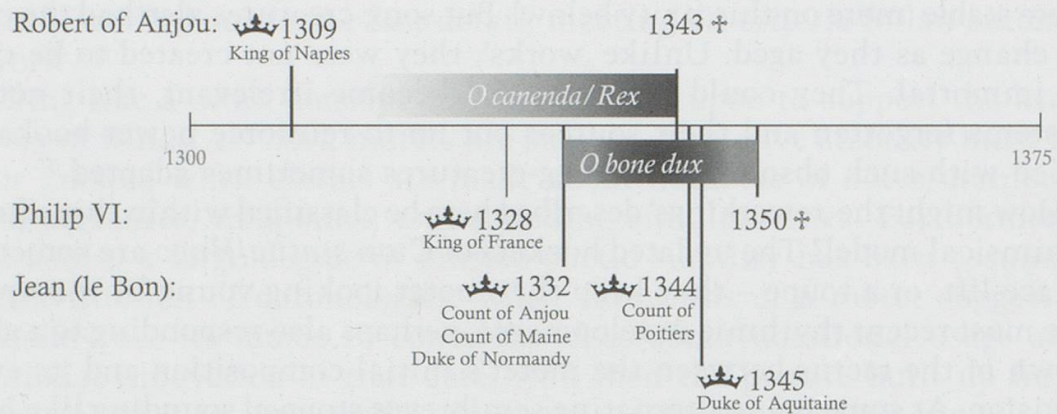 Robert of Anjou: 1309 1343 ✢
King of Naples
O canenda/Rex
1300 1375
O bone dux
Philip VI: 1328 1350 ✢
King of France
Jean (le Bon): 1332 1344
Count of Anjou Count of
Count of Maine Poitiers
Duke of Normandy
1345
Duke of Aquitaine